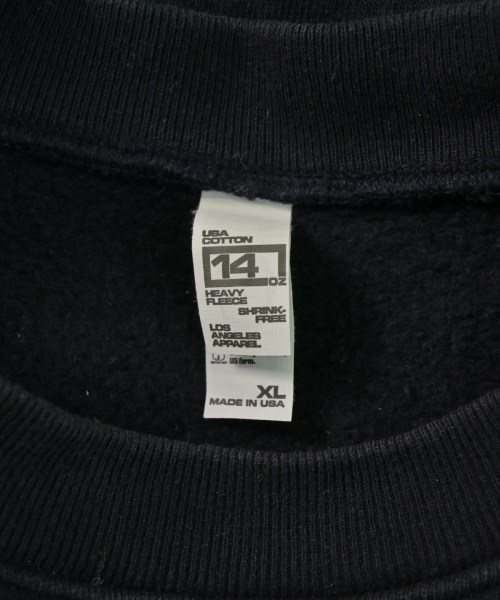 USA
COTTON
14
OZ
HEAVY
FLEECE
SHRINK-
FREE
LOS
ANGELES
APPAREL
XL
MADE IN USA